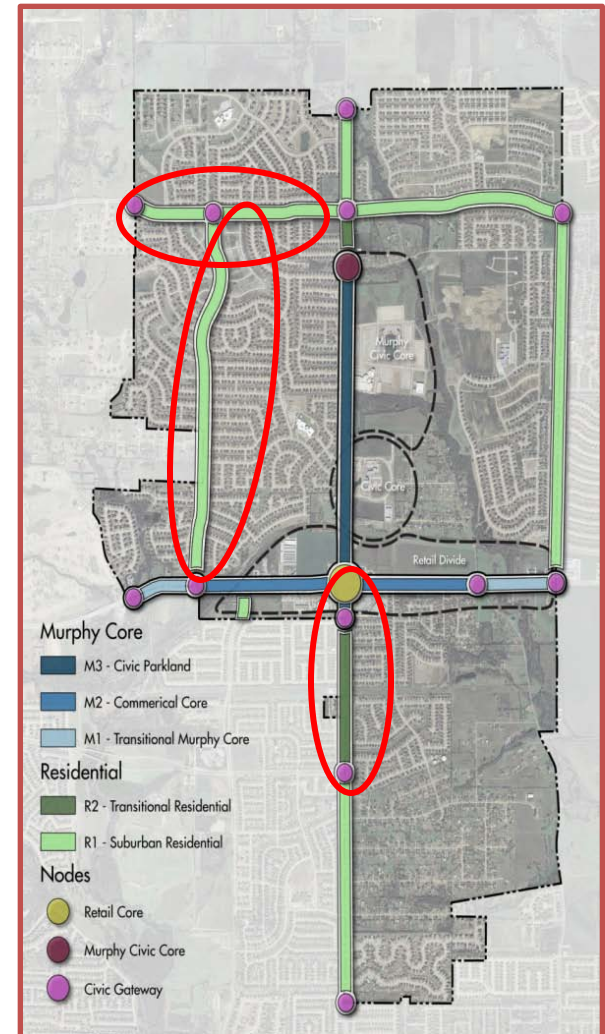 Murphy
Civic Core
Civic Core
Retail Divide
Murphy Core
M3 - Civic Parkland
M2 - Commerical Core
M1 - Transitional Murphy Core
Residential
R2 - Transitional Residential
R1 - Suburban Residential
Nodes
Retail Core
Murphy Civic Core
Civic Gateway